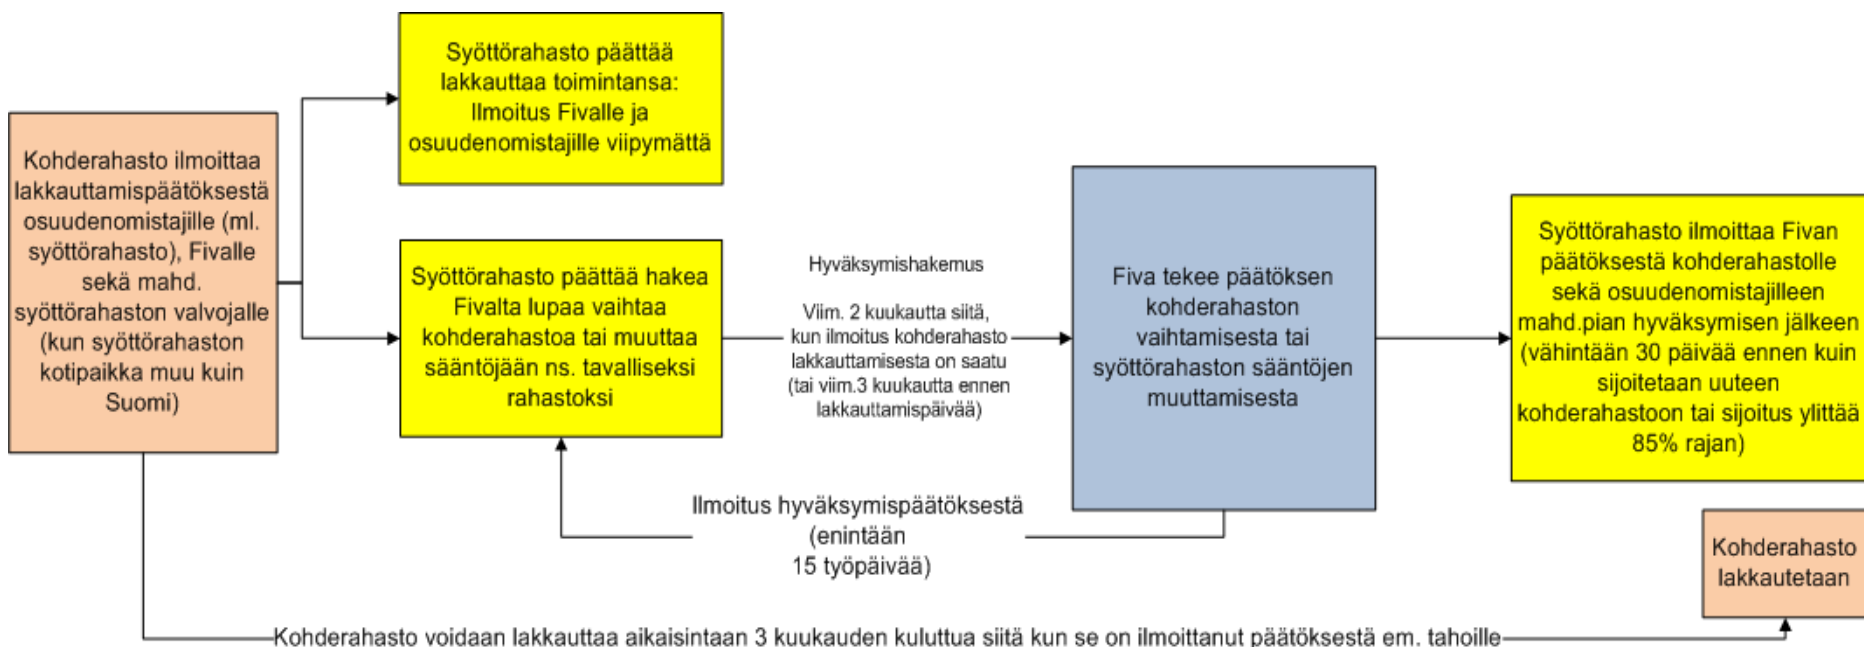 Syöttörahasto päättää
lakkauttaa toimintansa:
Ilmoitus Fivalle ja
osuudenomistajille viipymättä
Kohderahasto ilmoittaa
lakkauttamispäätöksestä
osuudenomistajille (ml.
syöttörahasto), Fivalle
sekä mahd.
syöttörahaston valvojalle
(kun syöttörahaston
kotipaikka muu kuin
Suomi)
Syöttörahasto päättää hakea
Fivalta lupaa vaihtaa
kohderahastoa tai muuttaa
sääntöjään ns. tavalliseksi
rahastoksi
Hyväksymishakemus
Viim. 2 kuukautta siitä,
kun ilmoitus kohderahasto
lakkauttamisesta on saatu
(tai viim.3 kuukautta ennen
lakkauttamispäivää)
Fiva tekee päätöksen
kohderahaston
vaihtamisesta tai
syöttörahaston sääntöjen
muuttamisesta
Syöttörahasto ilmoittaa Fivan
päätöksestä kohderahastolle
sekä osuudenomistajilleen
mahd.pian hyväksymisen jälkeen
(vähintään 30 päivää ennen kuin
sijoitetaan uuteen
kohderahastoon tai sijoitus ylittää
85% rajan)
Ilmoitus hyväksymispäätöksestä
(enintään
15 työpäivää)
Kohderahasto
lakkautetaan
Kohderahasto voidaan lakkauttaa aikaisintaan 3 kuukauden kuluttua siitä kun se on ilmoittanut päätöksestä em. tahoille